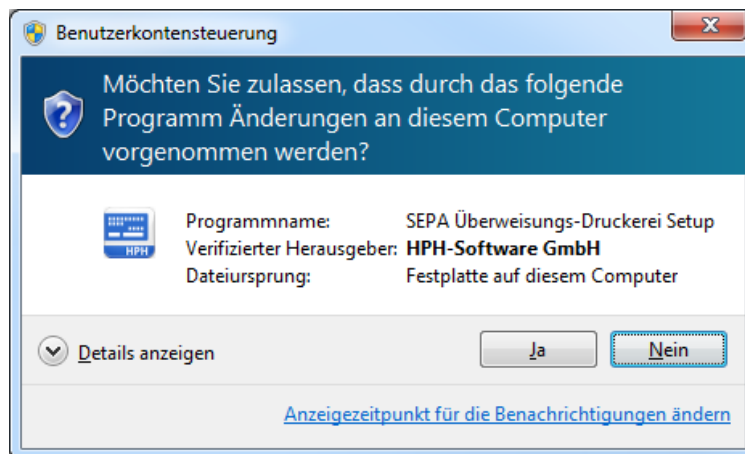 Benutzerkontensteuerung
Möchten Sie zulassen, dass durch das folgende
Programm Änderungen an diesem Computer
vorgenommen werden?
HPH
Programmname: SEPA Überweisungs-Druckerei Setup
Verifizierter Herausgeber: HPH-Software GmbH
Dateiursprung: Festplatte auf diesem Computer
Details anzeigen
Ja
Nein
Anzeigezeitpunkt für die Benachrichtigungen ändern